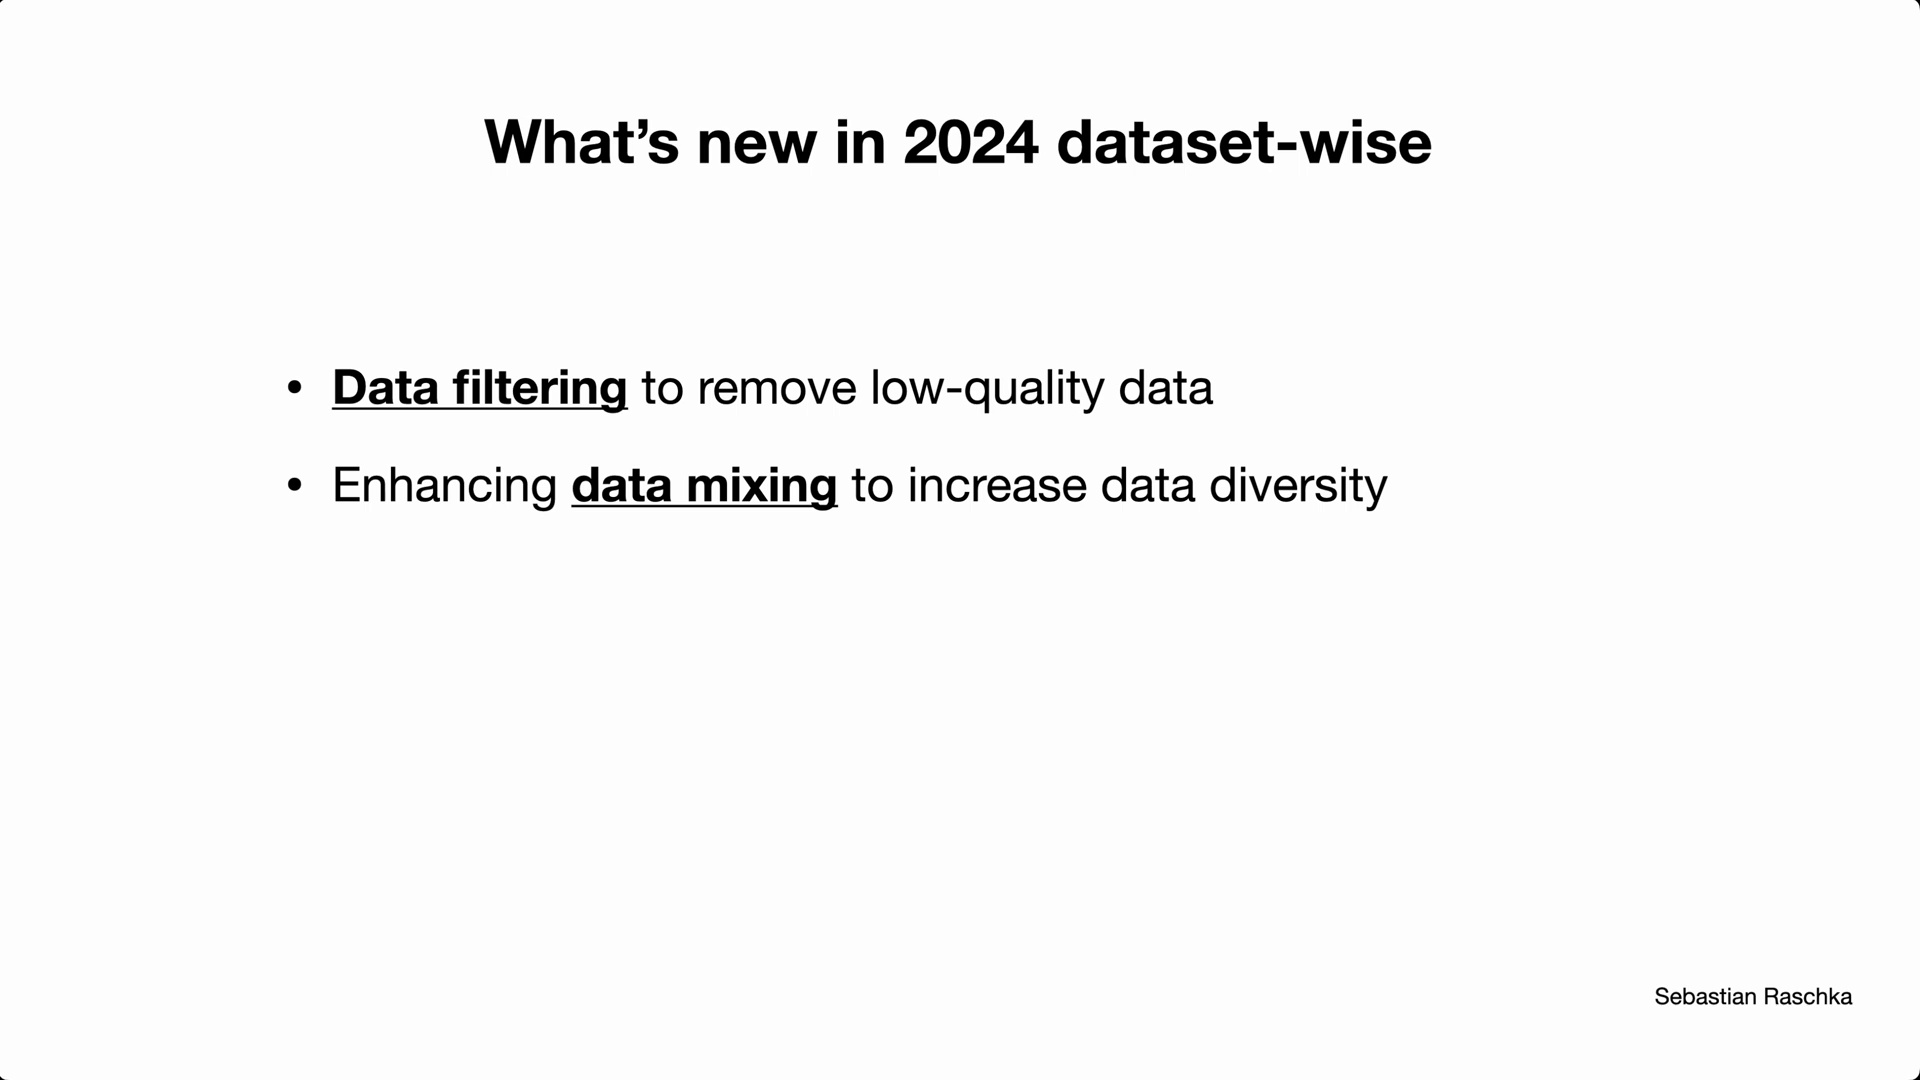 What’s new in 2024 dataset-wise
• Data filtering to remove low-quality data
• Enhancing data mixing to increase data diversity
Sebastian Raschka